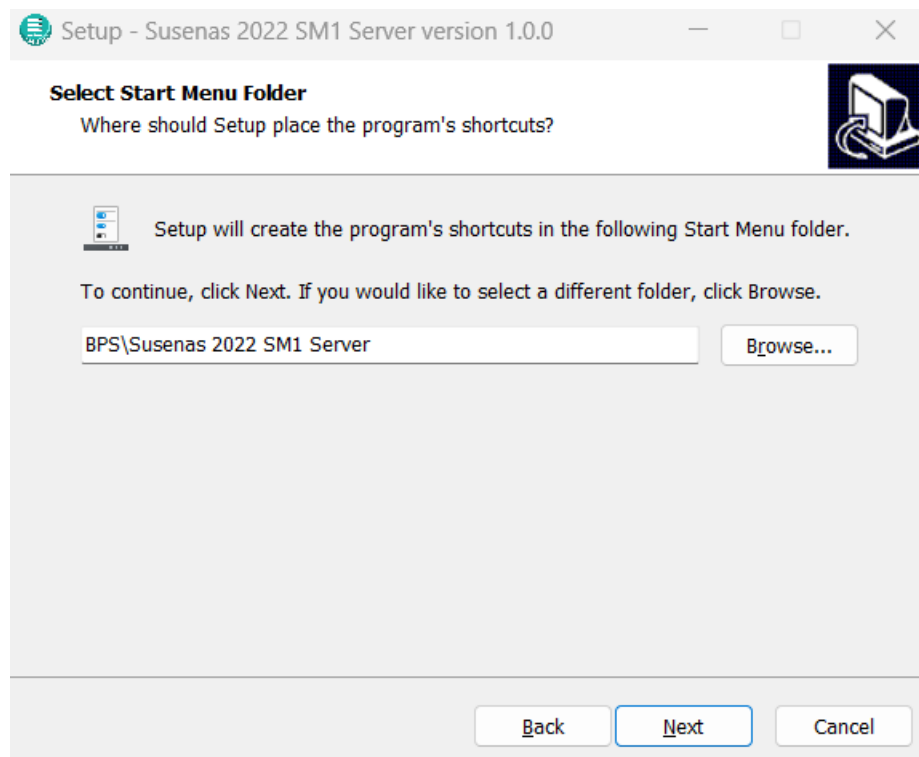 Setup - Susenas 2022 SM1 Server version 1.0.0
Select Start Menu Folder
Where should Setup place the program's shortcuts?
Setup will create the program's shortcuts in the following Start Menu folder.
To continue, click Next. If you would like to select a different folder, click Browse.
BPS\Susenas 2022 SM1 Server
Browse...
Back
Next
Cancel